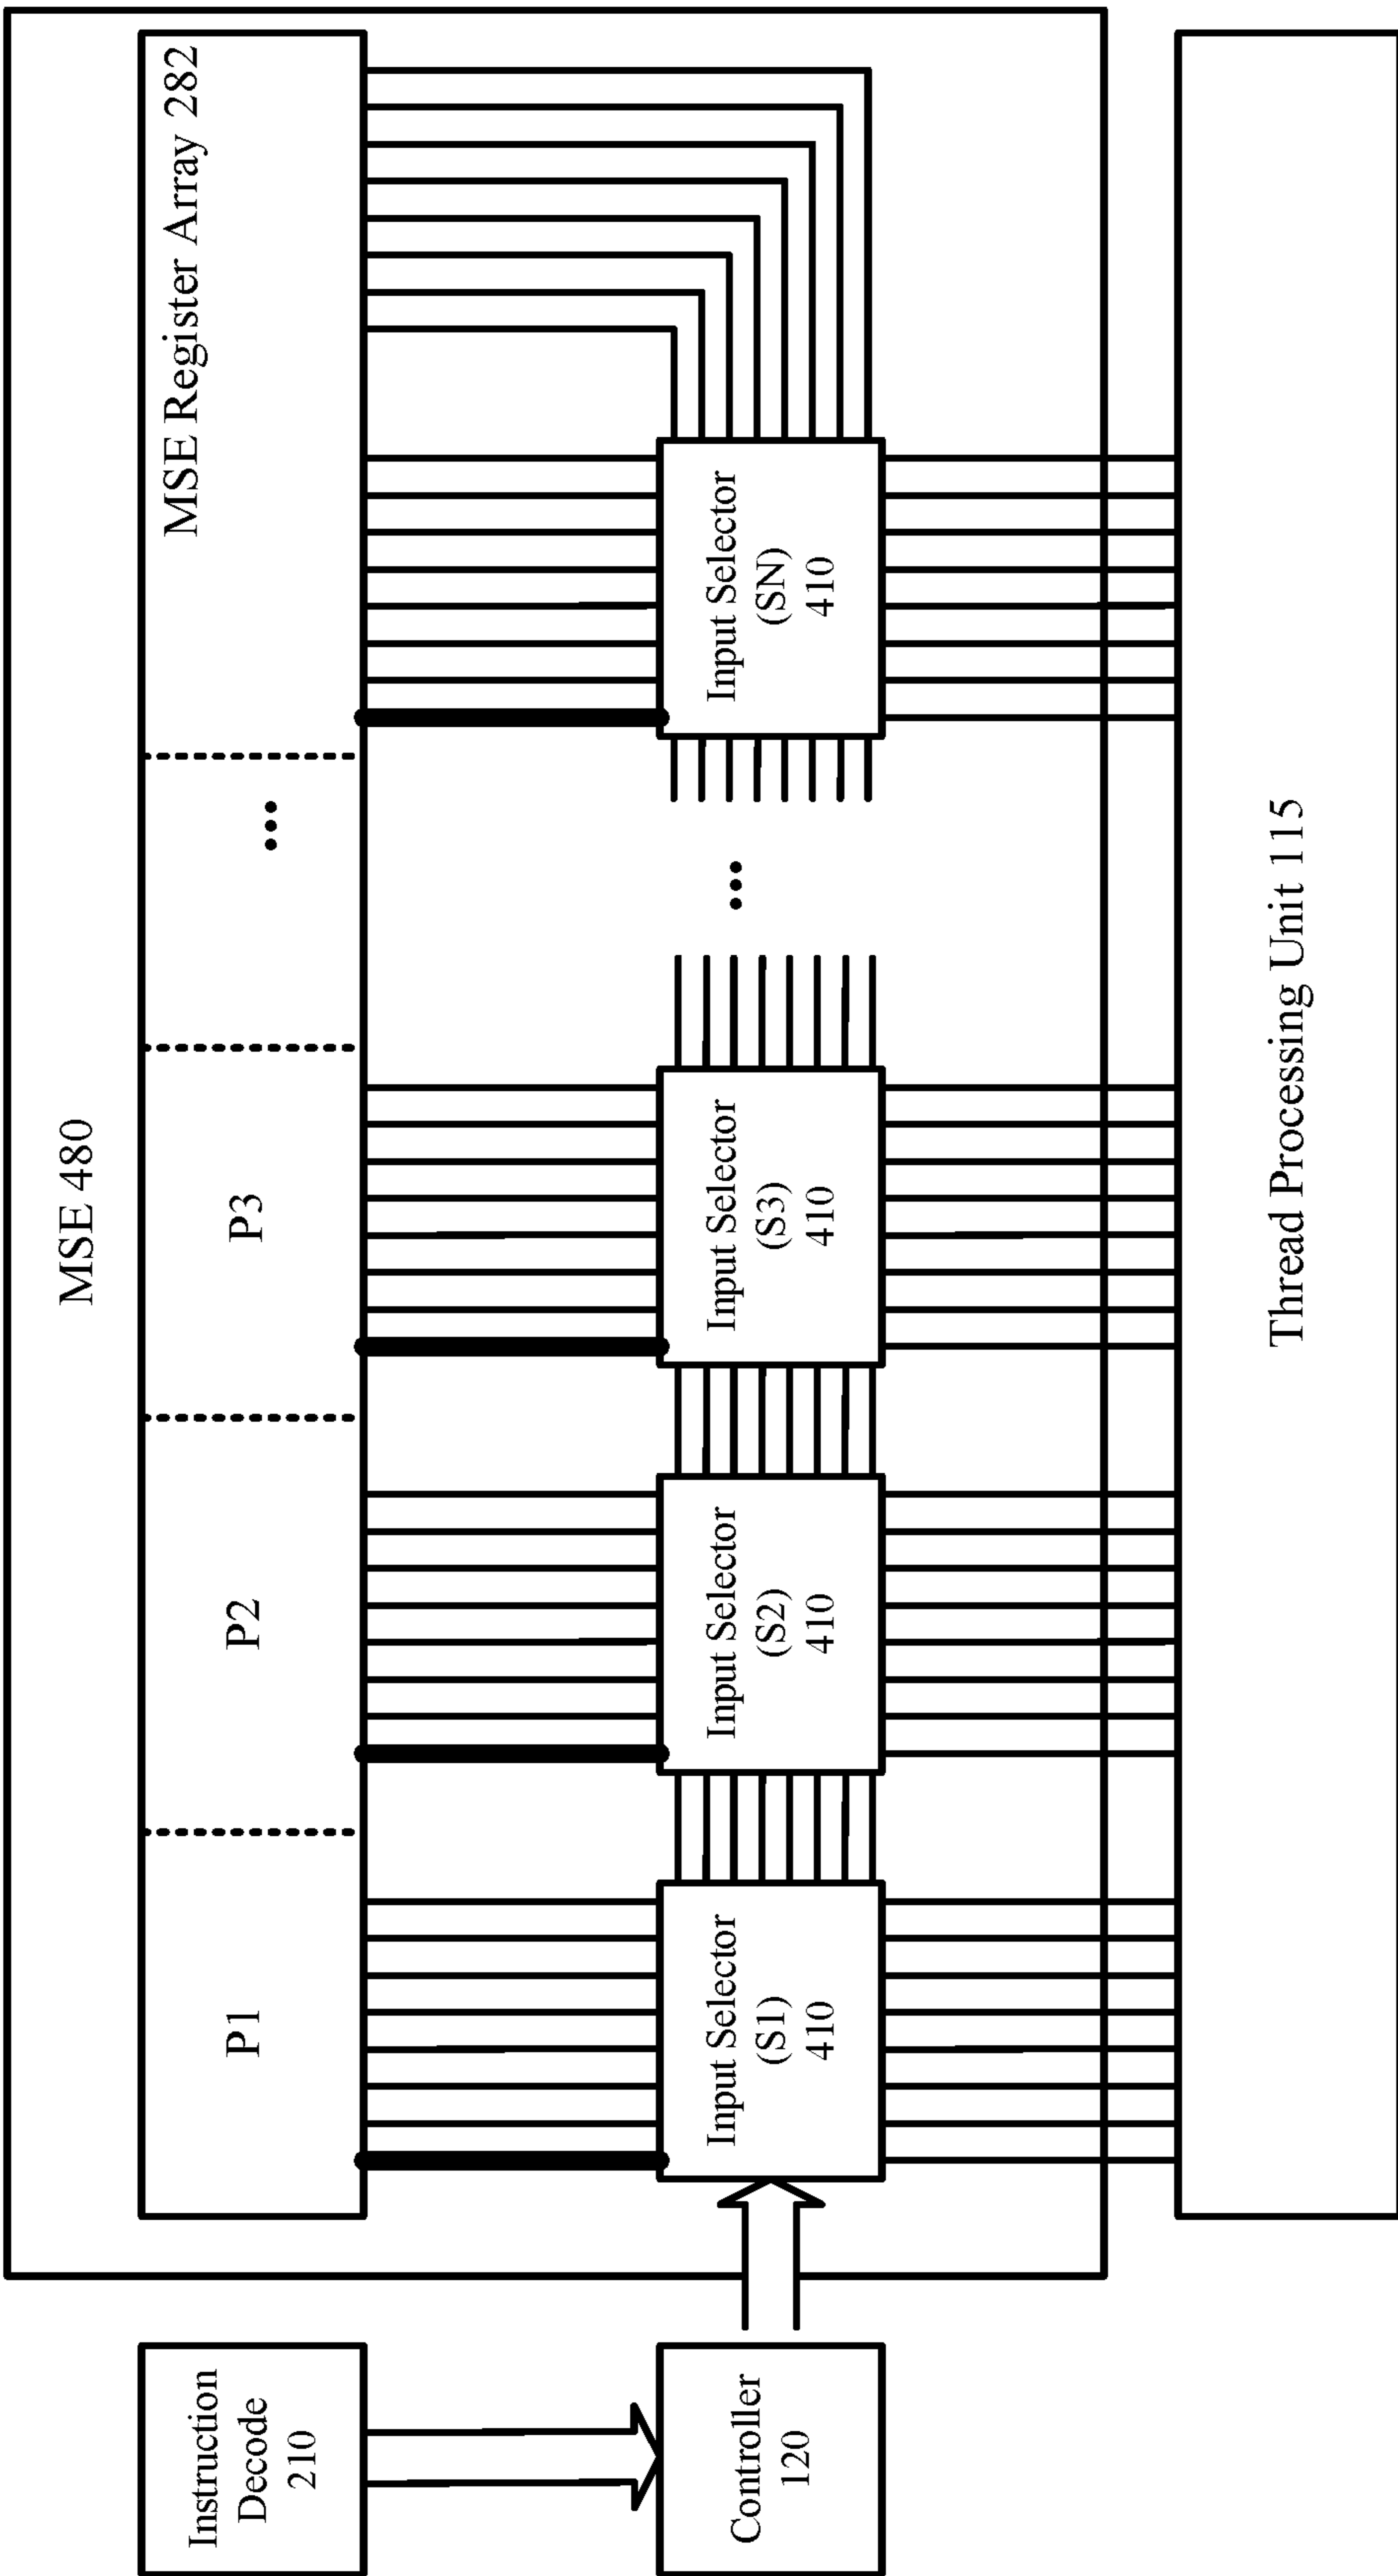 MSE 480
MSE Register Array 282
P1
P2
P3
...
Instruction
Decode
210
Controller
120
Input Selector
(S1)
410
Input Selector
(S2)
410
Input Selector
(S3)
410
...
Input Selector
(SN)
410
Thread Processing Unit 115